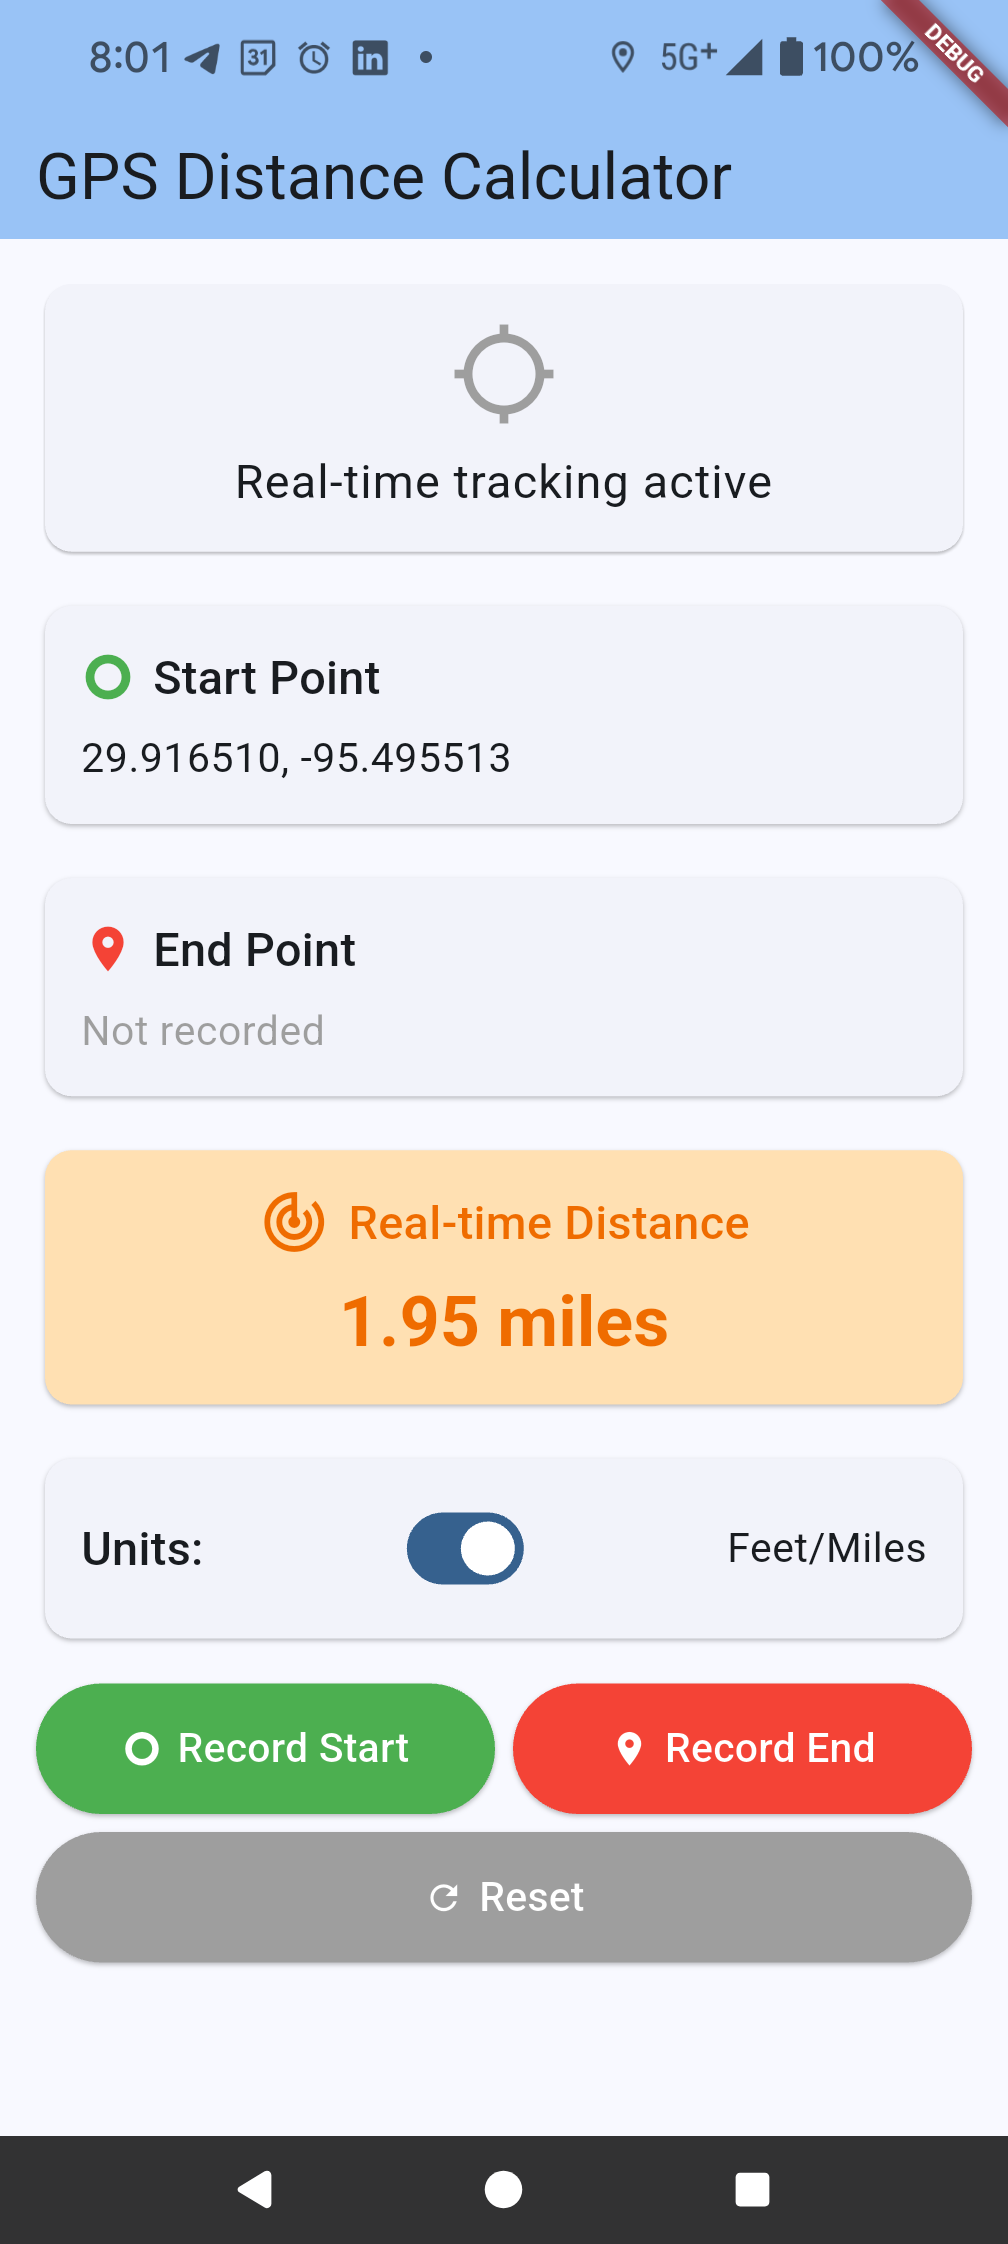 8:01 31 in 5G+ 100%
DEBUG
GPS Distance Calculator
Real-time tracking active
Start Point
29.916510, -95.495513
End Point
Not recorded
Real-time Distance
1.95 miles
Units: Feet/Miles
Record Start Record End
Reset